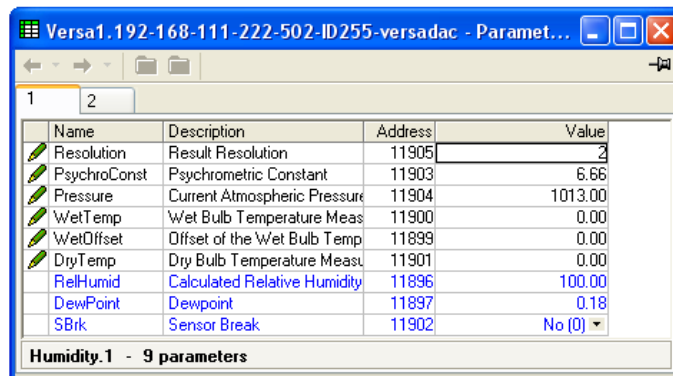 Versa1.192-168-111-222-502-ID255-versadac - Paramet...
1 2
Name Description Address Value
Resolution Result Resolution 11905 2
PsychroConst Psychrometric Constant 11903 6.66
Pressure Current Atmospheric Pressure 11904 1013.00
WetTemp Wet Bulb Temperature Meas 11900 0.00
WetOffset Offset of the Wet Bulb Temp 11899 0.00
DryTemp Dry Bulb Temperature Measu 11901 0.00
RelHumid Calculated Relative Humidity 11896 100.00
DewPoint Dewpoint 11897 0.18
SBrk Sensor Break 11902 No (0)
Humidity.1 - 9 parameters